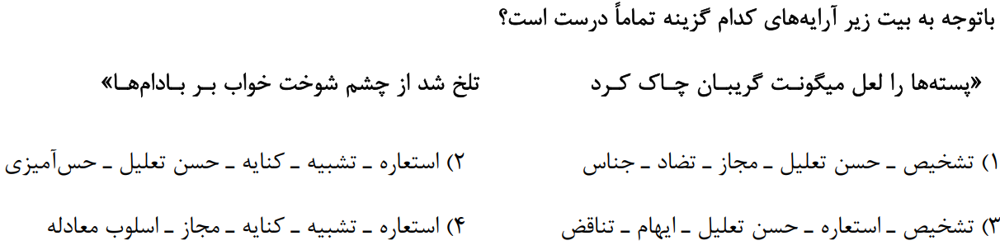 باتوجه به بیت زیر آرایه‌های کدام گزینه تماماً درست است؟
«پسته‌ها را لعل میگونـت گریبـان چـاک کـرد تلخ شد از چشم شوخت خواب بـر بـادام‌هـا»
۱) تشخیص ـ حسن تعلیل ـ مجاز ـ تضاد ـ جناس ۲) استعاره ـ تشبیه ـ کنایه ـ حسن تعلیل ـ حس‌آمیزی
۳) تشخیص ـ استعاره ـ حسن تعلیل ـ ایهام ـ تناقض ۴) استعاره ـ تشبیه ـ کنایه ـ مجاز ـ اسلوب معادله